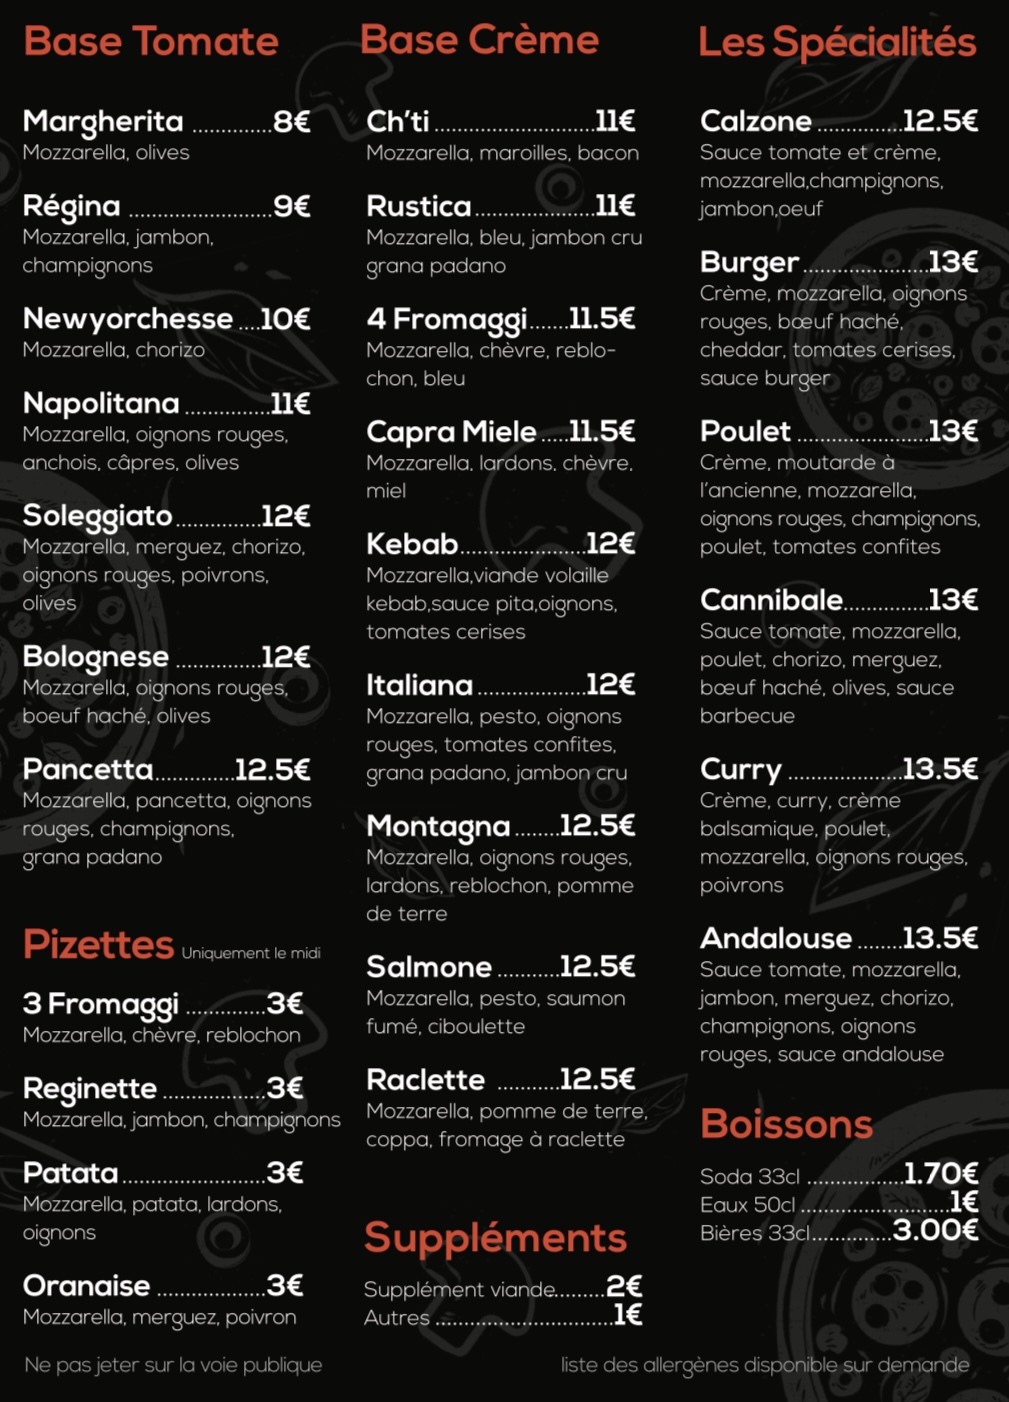 Base Tomate
Margherita .............8€
Mozzarella, olives
Régina .......................9€
Mozzarella, jambon,
champignons
Newyorchesse ....10€
Mozzarella, chorizo
Napolitana ..............11€
Mozzarella, oignons rouges,
anchois, câpres, olives
Soleggiato..............12€
Mozzarella, merguez, chorizo,
oignons rouges, poivrons,
olives
Bolognese ..............12€
Mozzarella, oignons rouges,
boeuf haché, olives
Pancetta.............12.5€
Mozzarella, pancetta, oignons
rouges, champignons,
grana padano
Pizettes Uniquement le midi
3 Fromaggi .............3€
Mozzarella, chèvre, reblochon
Reginette .................3€
Mozzarella, jambon, champignons
Patata.......................3€
Mozzarella, patata, lardons,
oignons
Oranaise ..................3€
Mozzarella, merguez, poivron
Base Crème
Ch'ti ..........................11€
Mozzarella, maroilles, bacon
Rustica....................11€
Mozzarella, bleu, jambon cru
grana padano
4 Fromaggi.......11.5€
Mozzarella, chèvre, reblo-
chon, bleu
Capra Miele .....11.5€
Mozzarella, lardons, chèvre,
miel
Kebab.....................12€
Mozzarella,viande volaille
kebab,sauce pita,oignons,
tomates cerises
Italiana ..................12€
Mozzarella, pesto, oignons
rouges, tomates confites,
grana padano, jambon cru
Montagna ........12.5€
Mozzarella, oignons rouges,
lardons, reblochon, pomme
de terre
Salmone ...........12.5€
Mozzarella, pesto, saumon
fumé, ciboulette
Raclette ...........12.5€
Mozzarella, pomme de terre,
coppa, fromage à raclette
Suppléments
Supplément viande..........2€
Autres .............................1€
Les Spécialités
Calzone ..............12.5€
Sauce tomate et crème,
mozzarella,champignons,
jambon,oeuf
Burger.....................13€
Crème, mozzarella, oignons
rouges, bœuf haché,
cheddar, tomates cerises,
sauce burger
Poulet ......................13€
Crème, moutarde à
l'ancienne, mozzarella,
oignons rouges, champignons,
poulet, tomates confites
Cannibale..............13€
Sauce tomate, mozzarella,
poulet, chorizo, merguez,
bœuf haché, olives, sauce
barbecue
Curry ...................13.5€
Crème, curry, crème
balsamique, poulet,
mozzarella, oignons rouges,
poivrons
Andalouse ........13.5€
Sauce tomate, mozzarella,
jambon, merguez, chorizo,
champignons, oignons
rouges, sauce andalouse
Boissons
Soda 33cl ................1.70€
Eaux 50cl ........................1€
Bières 33cl.............3.00€
Ne pas jeter sur la voie publique
liste des allergènes disponible sur demande